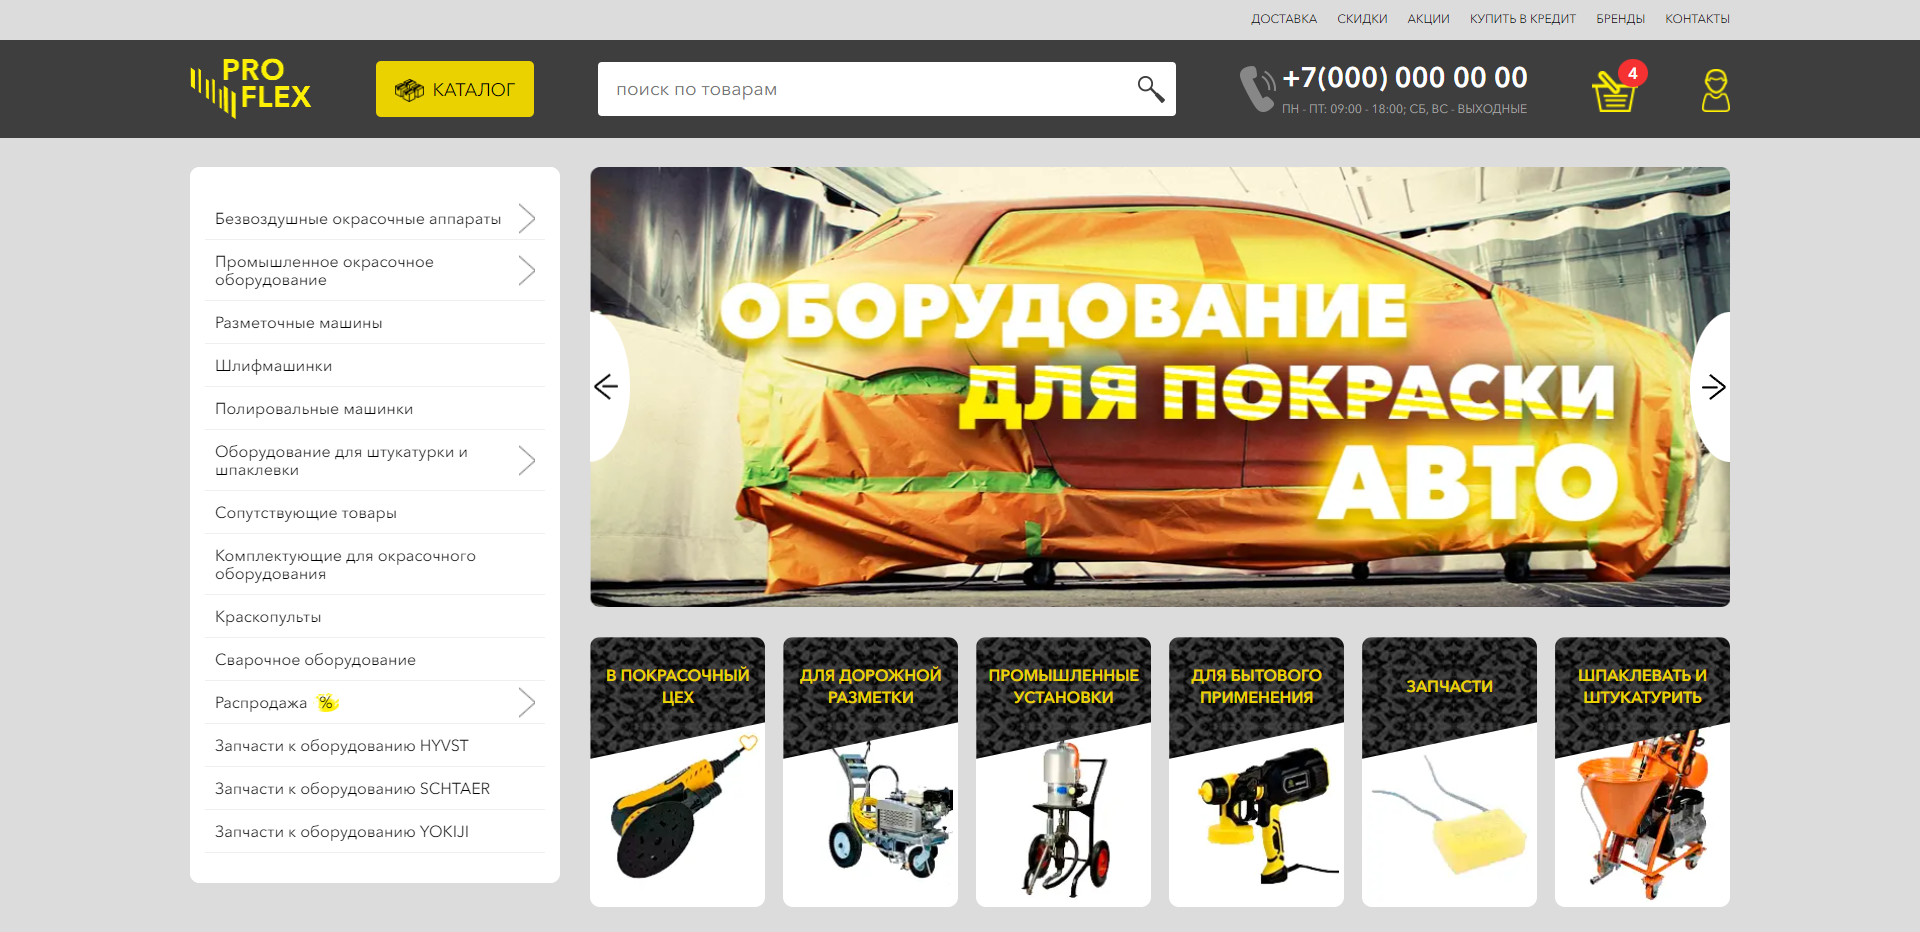 ДОСТАВКА СКИДКИ АКЦИИ КУПИТЬ В КРЕДИТ БРЕНДЫ КОНТАКТЫ
PRO
FLEX
КАТАЛОГ
поиск по товарам
+7(000) 000 00 00
ПН - ПТ: 09:00 - 18:00; СБ, ВС - ВЫХОДНЫЕ
4
Безвоздушные окрасочные аппараты
Промышленное окрасочное
оборудование
Разметочные машины
Шлифмашинки
Полировальные машинки
Оборудование для штукатурки и
шпаклевки
Сопутствующие товары
Комплектующие для окрасочного
оборудования
Краскопульты
Сварочное оборудование
Распродажа %
Запчасти к оборудованию HYVST
Запчасти к оборудованию SCHTAER
Запчасти к оборудованию YOKIJI
ОБОРУДОВАНИЕ
ДЛЯ ПОКРАСКИ
АВТО
В ПОКРАСОЧНЫЙ
ЦЕХ
ДЛЯ ДОРОЖНОЙ
РАЗМЕТКИ
ПРОМЫШЛЕННЫЕ
УСТАНОВКИ
ДЛЯ БЫТОВОГО
ПРИМЕНЕНИЯ
ЗАПЧАСТИ
ШПАКЛЕВАТЬ И
ШТУКАТУРИТЬ